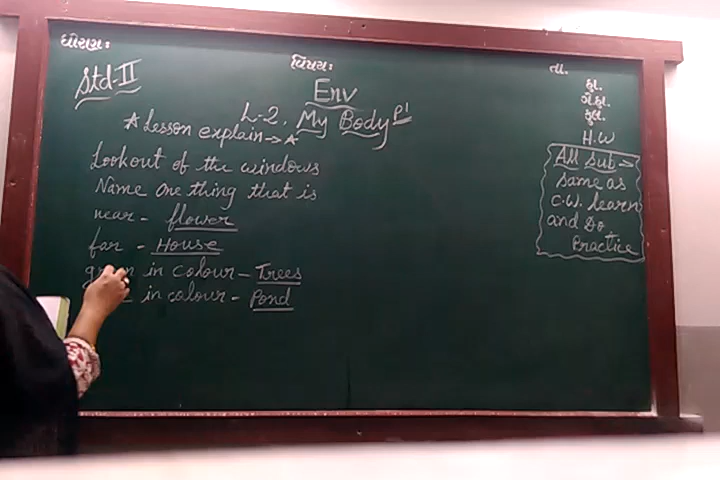 ધોરણ:
વિષય:
તા.
Std-II
Env
L-2. My Body P1
* Lesson explain→*
Lookout of the windows
Name one thing that is
near - flower
far - House
green in colour - Trees
in colour - Pond
કુ.
ગે.હા.
કુલ.
H.W
All Sub→
same as
C.W. learn
and Do
Practice